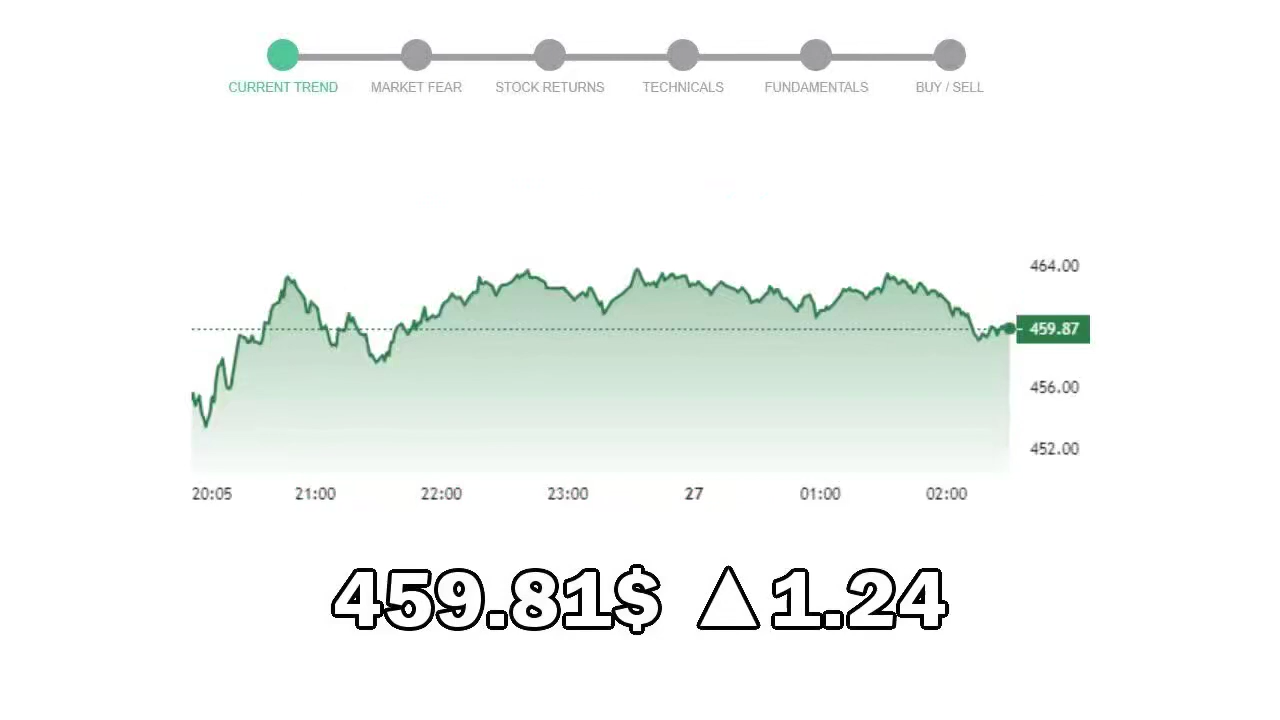 CURRENT TREND MARKET FEAR STOCK RETURNS TECHNICALS FUNDAMENTALS BUY / SELL
464.00
459.87
456.00
452.00
20:05 21:00 22:00 23:00 27 01:00 02:00
459.81$ △1.24